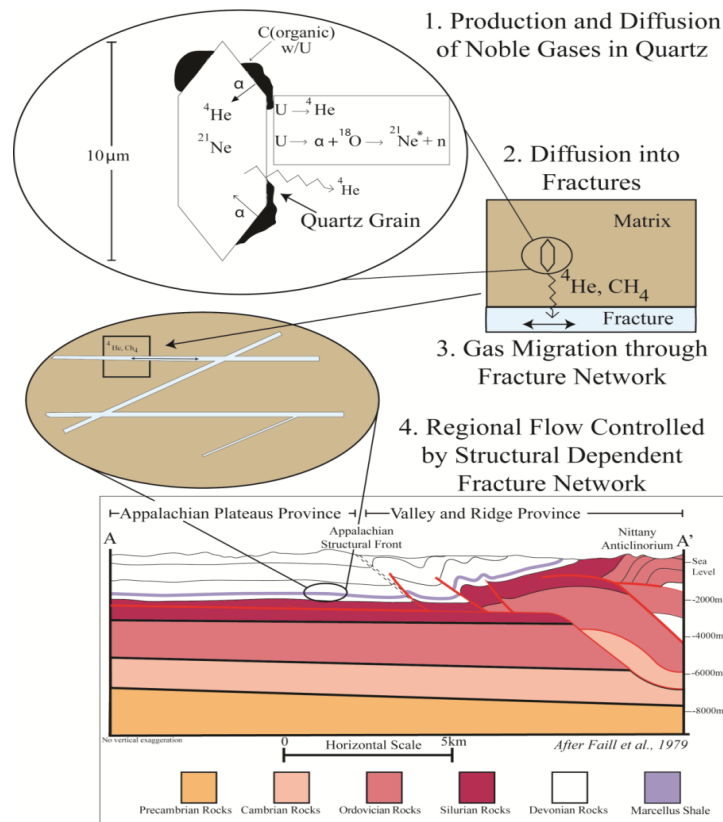 1. Production and Diffusion
of Noble Gases in Quartz
C(organic)
w/U
α
⁴He
²¹Ne
U → ⁴He
U → α + ¹⁸O → ²¹Ne* + n
10 µm
⁴He
α
Quartz Grain
2. Diffusion into
Fractures
Matrix
⁴He, CH₄
Fracture
3. Gas Migration through
Fracture Network
⁴He, CH₄
4. Regional Flow Controlled
by Structural Dependent
Fracture Network
Appalachian Plateaus Province
Valley and Ridge Province
A
Appalachian
Structural Front
Nittany
Anticlinorium
A'
Sea
Level
-2000m
-4000m
-6000m
-8000m
No vertical exaggeration
0
5km
Horizontal Scale
After Faill et al., 1979
Precambrian Rocks
Cambrian Rocks
Ordovician Rocks
Silurian Rocks
Devonian Rocks
Marcellus Shale